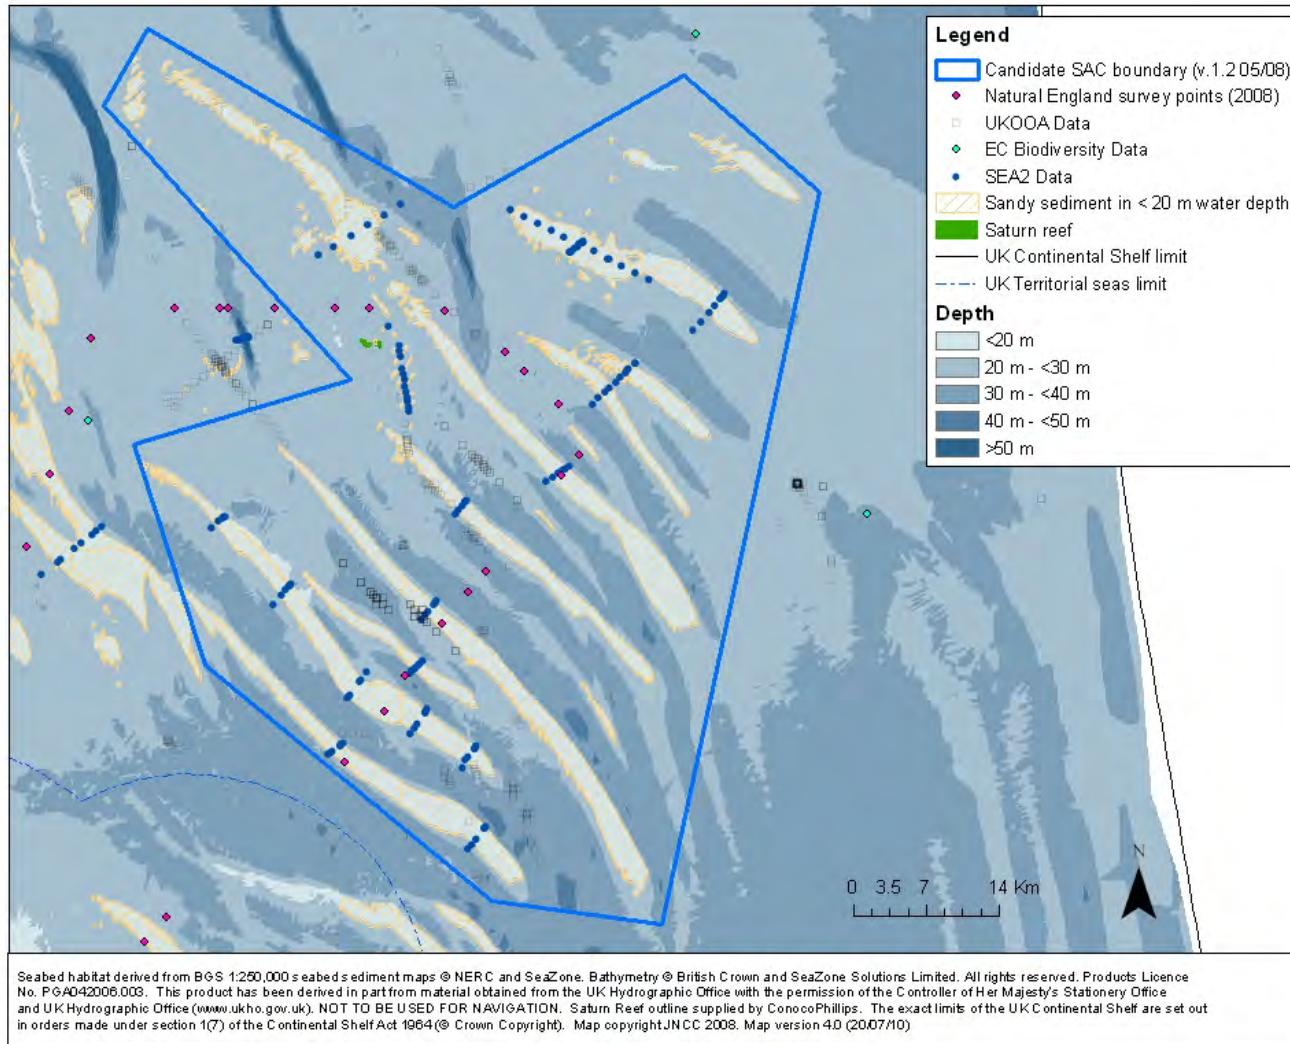 Legend
Candidate SAC boundary (v.1.2 05/08)
Natural England survey points (2008)
UKOOA Data
EC Biodiversity Data
SEA2 Data
Sandy sediment in < 20 m water depth
Saturn reef
UK Continental Shelf limit
UK Territorial seas limit
Depth
<20 m
20 m - <30 m
30 m - <40 m
40 m - <50 m
>50 m
0 3.5 7 14 Km
N
Seabed habitat derived from BGS 1:250,000 seabed sediment maps © NERC and SeaZone. Bathymetry © British Crown and SeaZone Solutions Limited. All rights reserved. Products Licence
No. PGA042006.003. This product has been derived in part from material obtained from the UK Hydrographic Office with the permission of the Controller of Her Majesty's Stationery Office
and UK Hydrographic Office (www.ukho.gov.uk). NOT TO BE USED FOR NAVIGATION. Saturn Reef outline supplied by ConocoPhillips. The exact limits of the UK Continental Shelf are set out
in orders made under section 1(7) of the Continental Shelf Act 1964 (© Crown Copyright). Map copyright JNCC 2008. Map version 4.0 (20/07/10)